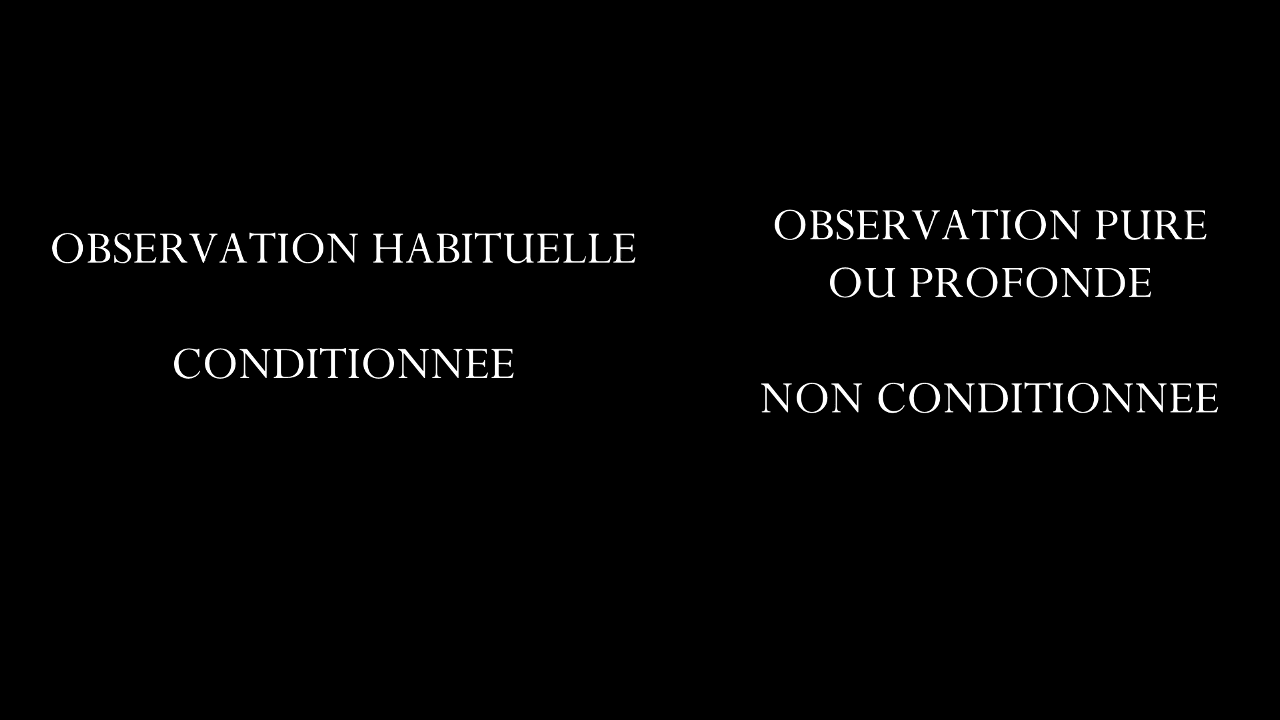 OBSERVATION HABITUELLE
CONDITIONNEE
OBSERVATION PURE
OU PROFONDE
NON CONDITIONNEE